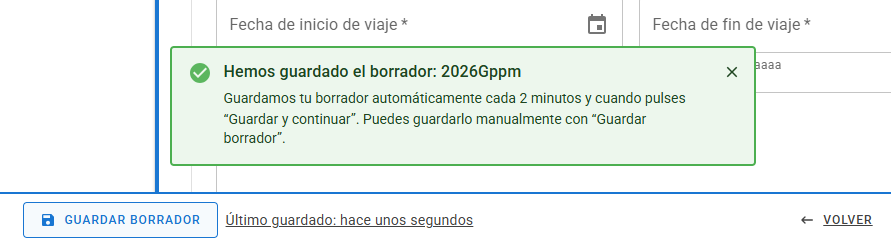 Fecha de inicio de viaje *
Fecha de fin de viaje *
Hemos guardado el borrador: 2026Gppm
aaaa
Guardamos tu borrador automáticamente cada 2 minutos y cuando pulses
“Guardar y continuar”. Puedes guardarlo manualmente con “Guardar
borrador”.
GUARDAR BORRADOR
Último guardado: hace unos segundos
VOLVER